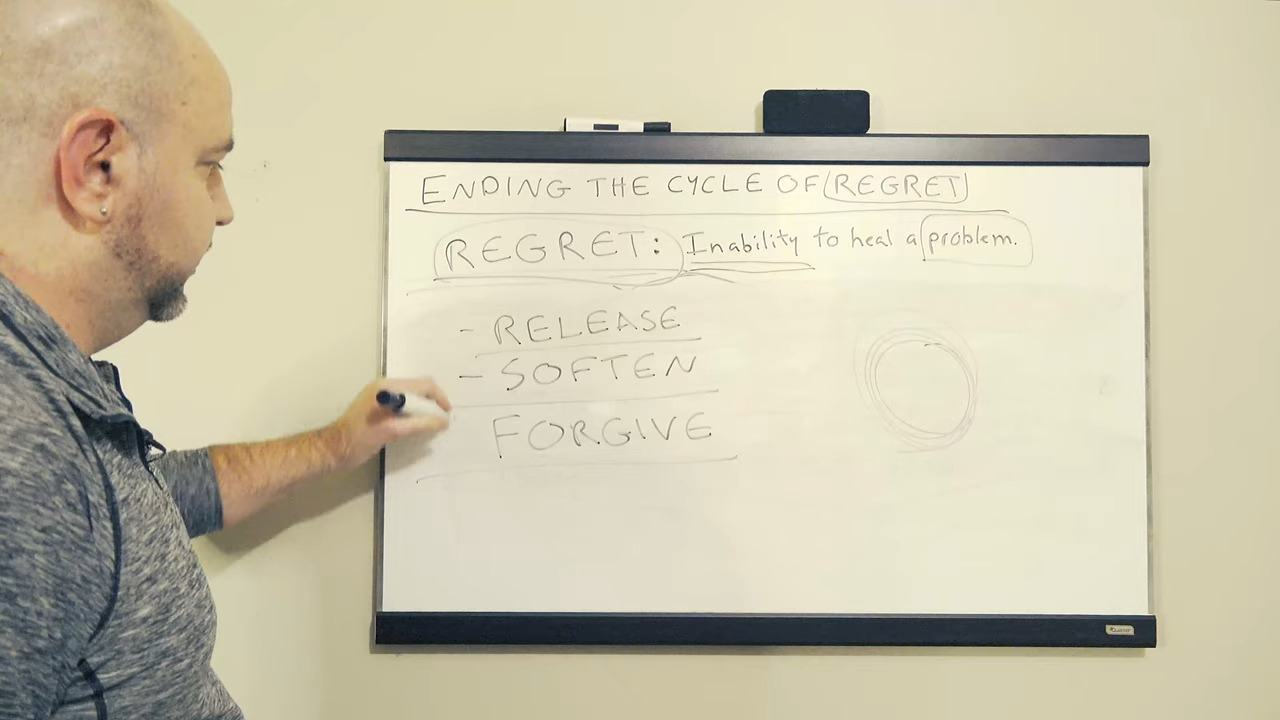 ENDING THE CYCLE OF REGRET
REGRET: Inability to heal a problem.
- RELEASE
- SOFTEN
FORGIVE